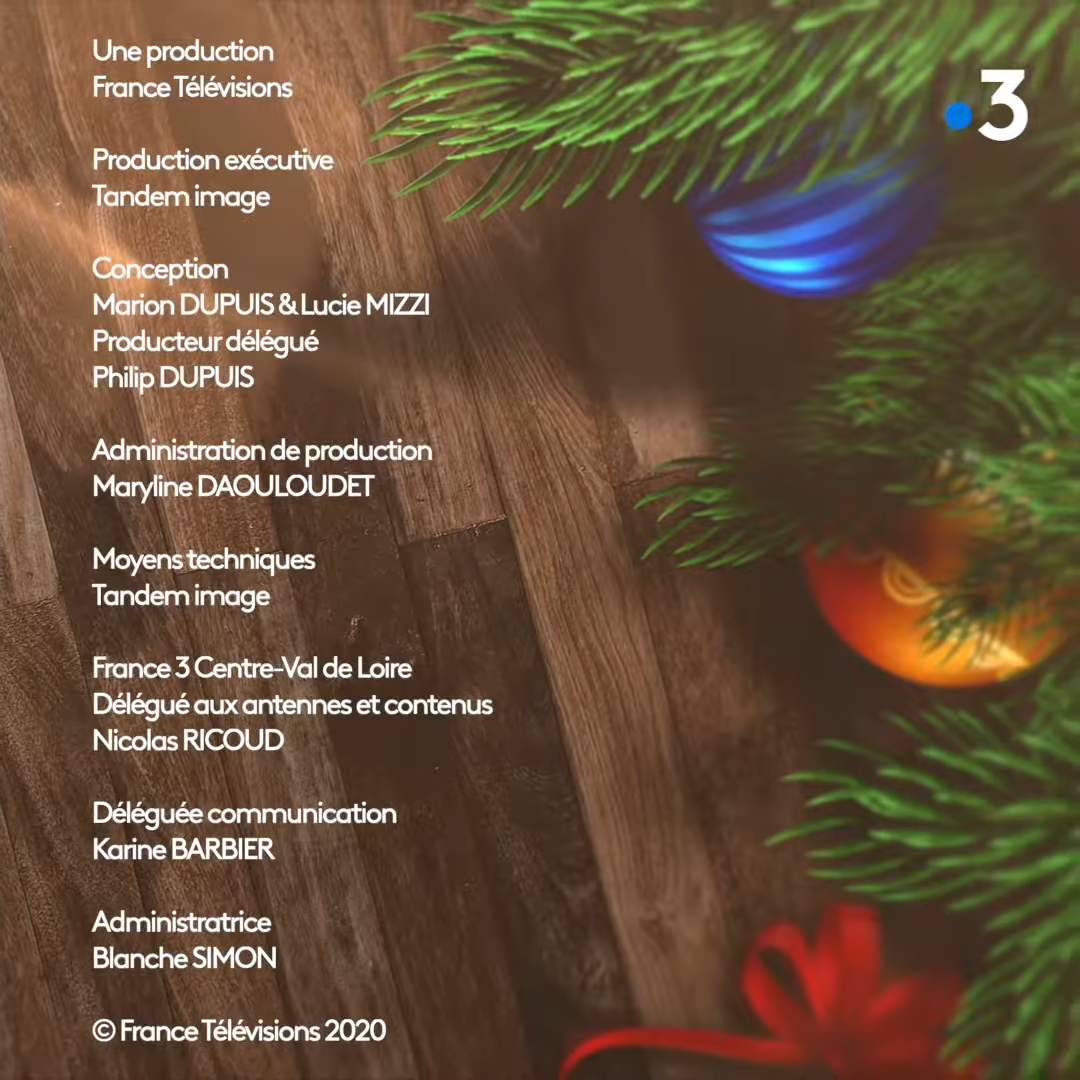 Une production
France Télévisions
Production exécutive
Tandem image
Conception
Marion DUPUIS & Lucie MIZZI
Producteur délégué
Philip DUPUIS
Administration de production
Maryline DAOULOUDET
Moyens techniques
Tandem image
France 3 Centre-Val de Loire
Délégué aux antennes et contenus
Nicolas RICOUD
Déléguée communication
Karine BARBIER
Administratrice
Blanche SIMON
© France Télévisions 2020
3